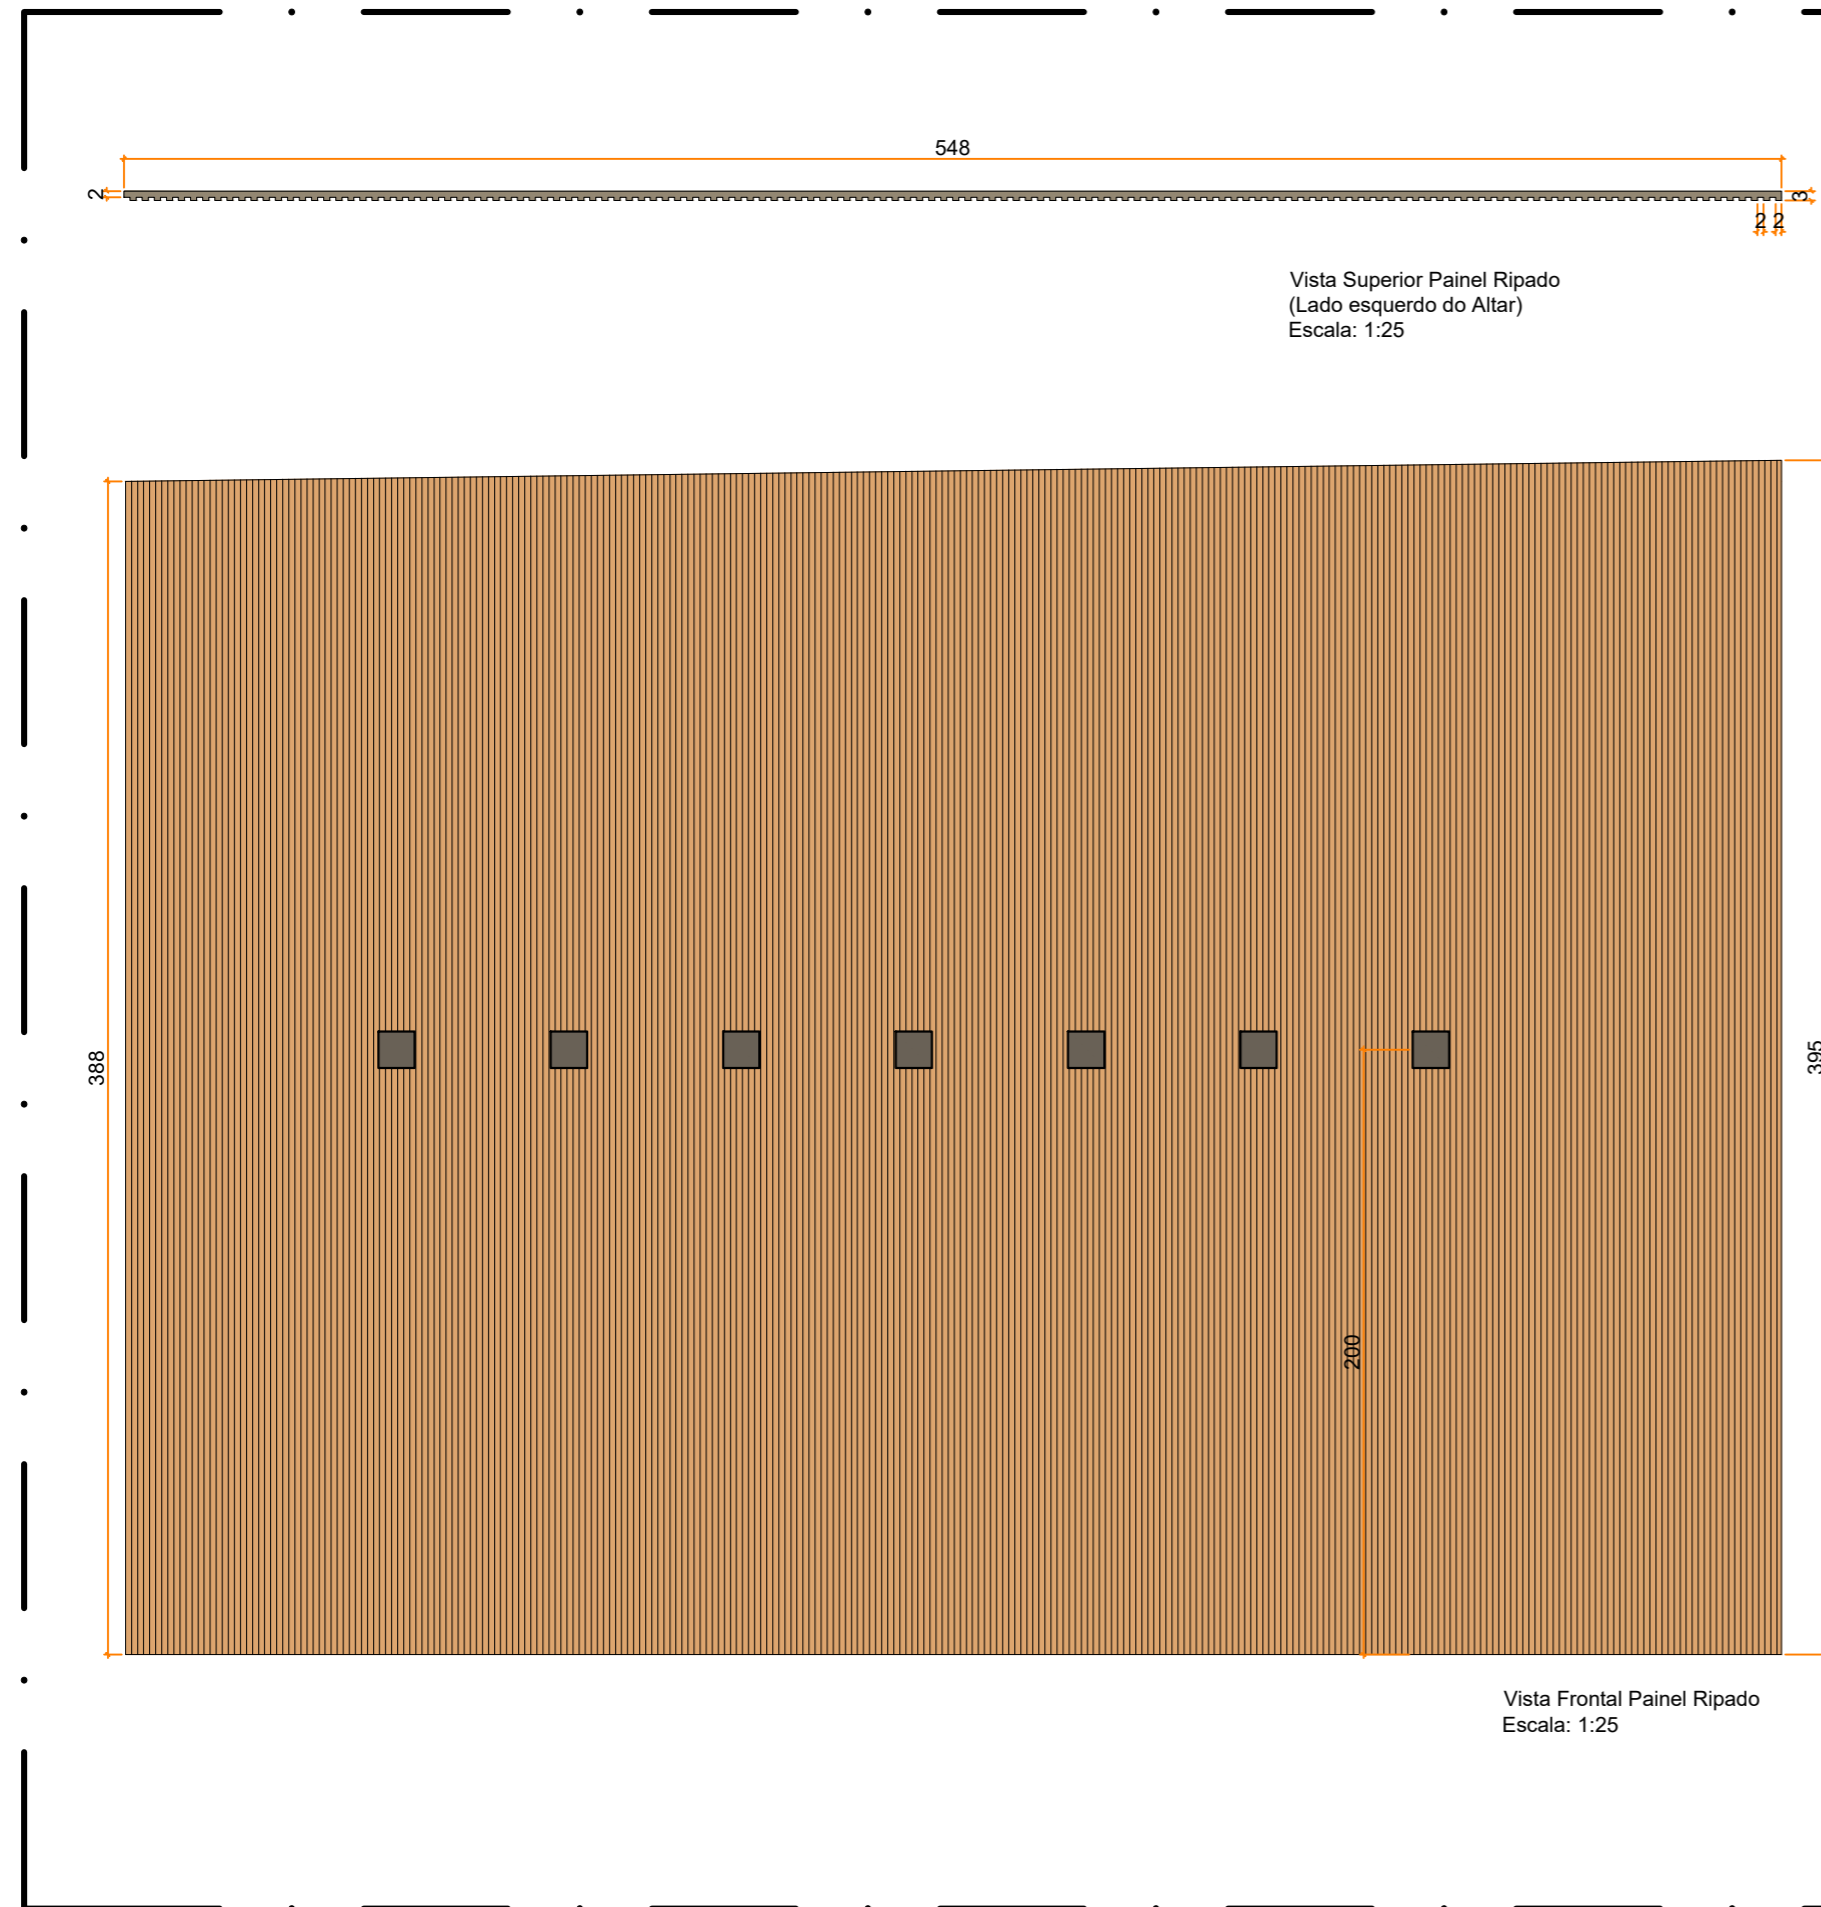 548
2
3
2 2
Vista Superior Painel Ripado
(Lado esquerdo do Altar)
Escala: 1:25
388
395
200
Vista Frontal Painel Ripado
Escala: 1:25